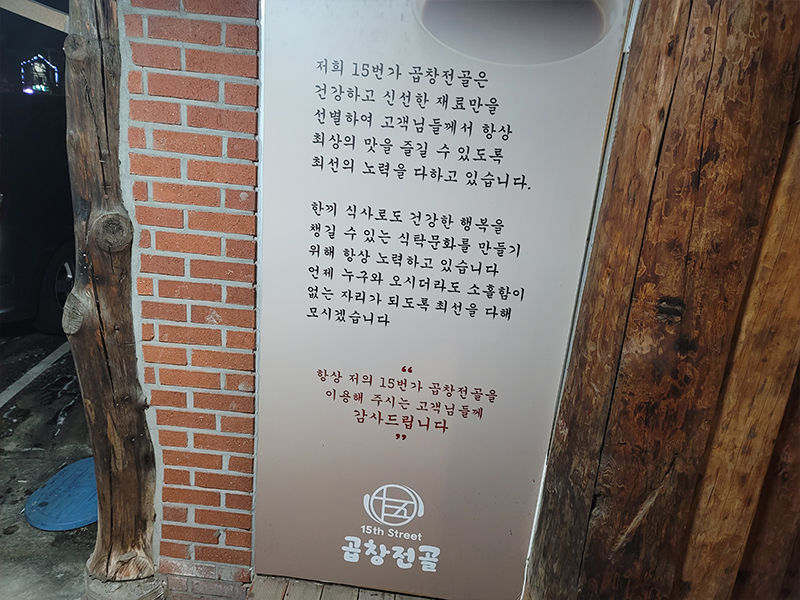 저희 15번가 곱창전골은
건강하고 신선한 재료만을
선별하여 고객님들께서 항상
최상의 맛을 즐길 수 있도록
최선의 노력을 다하고 있습니다.
한끼 식사로도 건강한 행복을
챙길 수 있는 식탁문화를 만들기
위해 항상 노력하고 있습니다
언제 누구와 오시더라도 소홀함이
없는 자리가 되도록 최선을 다해
모시겠습니다
“
항상 저의 15번가 곱창전골을
이용해 주시는 고객님들께
감사드립니다
”
15th Street
곱창전골